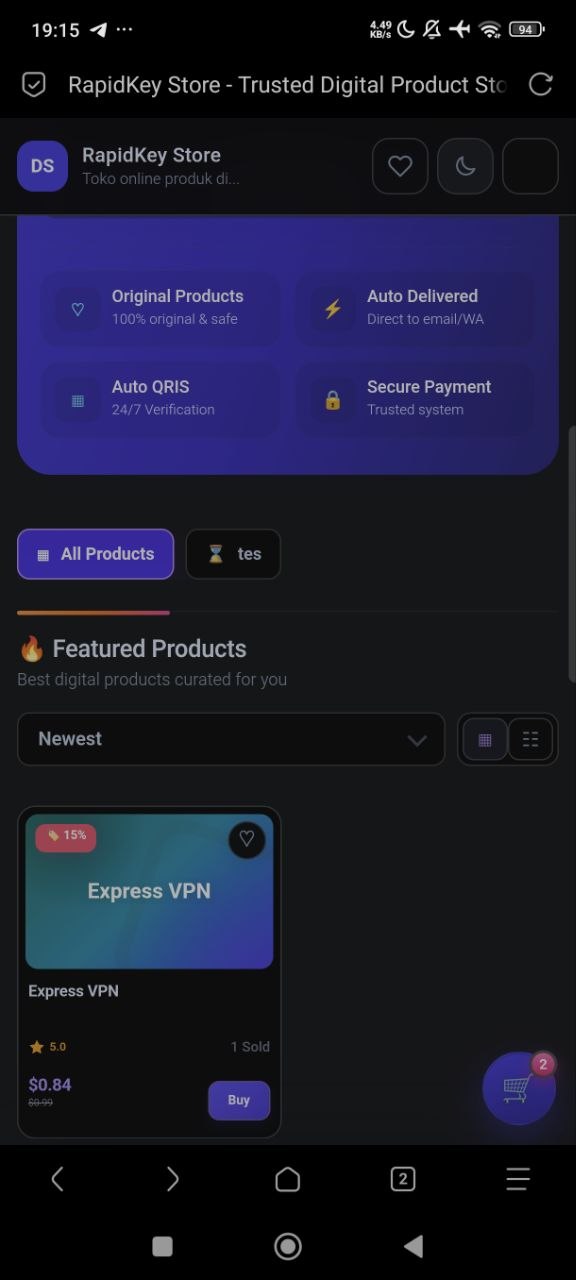 19:15
4.49
KB/s
94
RapidKey Store - Trusted Digital Product Sto
DS
RapidKey Store
Toko online produk di...
Original Products
100% original & safe
Auto Delivered
Direct to email/WA
Auto QRIS
24/7 Verification
Secure Payment
Trusted system
All Products
tes
🔥 Featured Products
Best digital products curated for you
Newest
15%
Express VPN
Express VPN
5.0
1 Sold
$0.84
$0.99
Buy
2
2